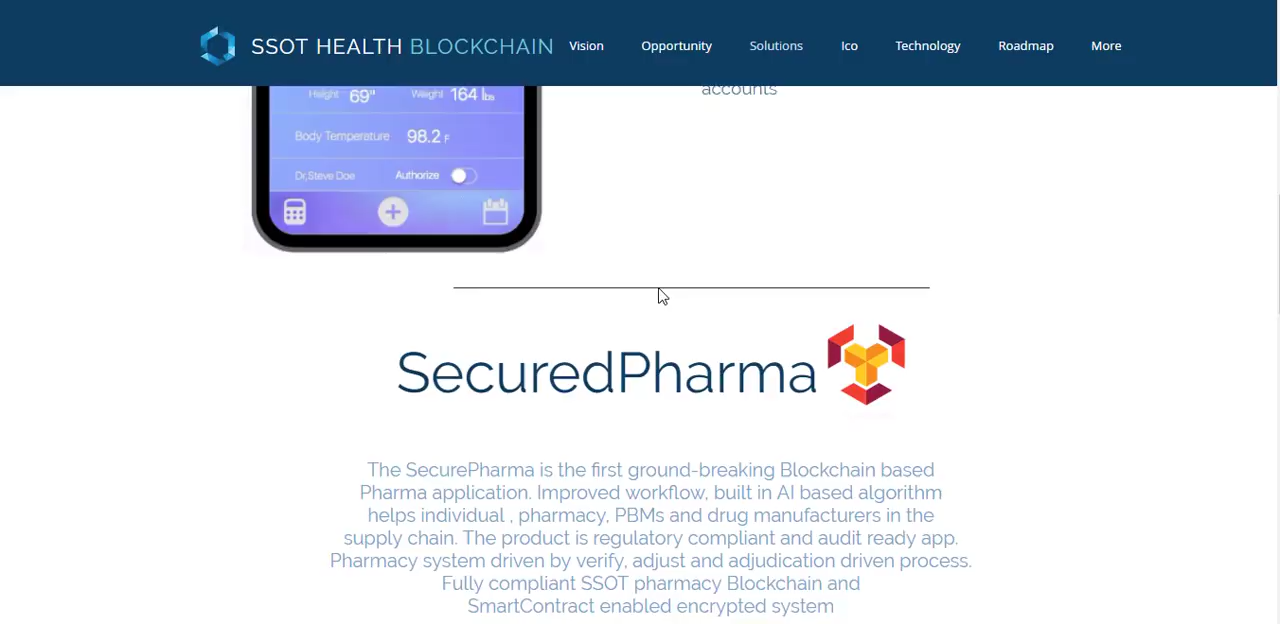 SSOT HEALTH BLOCKCHAIN Vision Opportunity Solutions Ico Technology Roadmap More
accounts
Height 69" Weight 164 lbs
Body Temperature 98.2 F
Dr,Steve Doe Authorize
SecuredPharma
The SecurePharma is the first ground-breaking Blockchain based
Pharma application. Improved workflow, built in AI based algorithm
helps individual , pharmacy, PBMs and drug manufacturers in the
supply chain. The product is regulatory compliant and audit ready app.
Pharmacy system driven by verify, adjust and adjudication driven process.
Fully compliant SSOT pharmacy Blockchain and
SmartContract enabled encrypted system